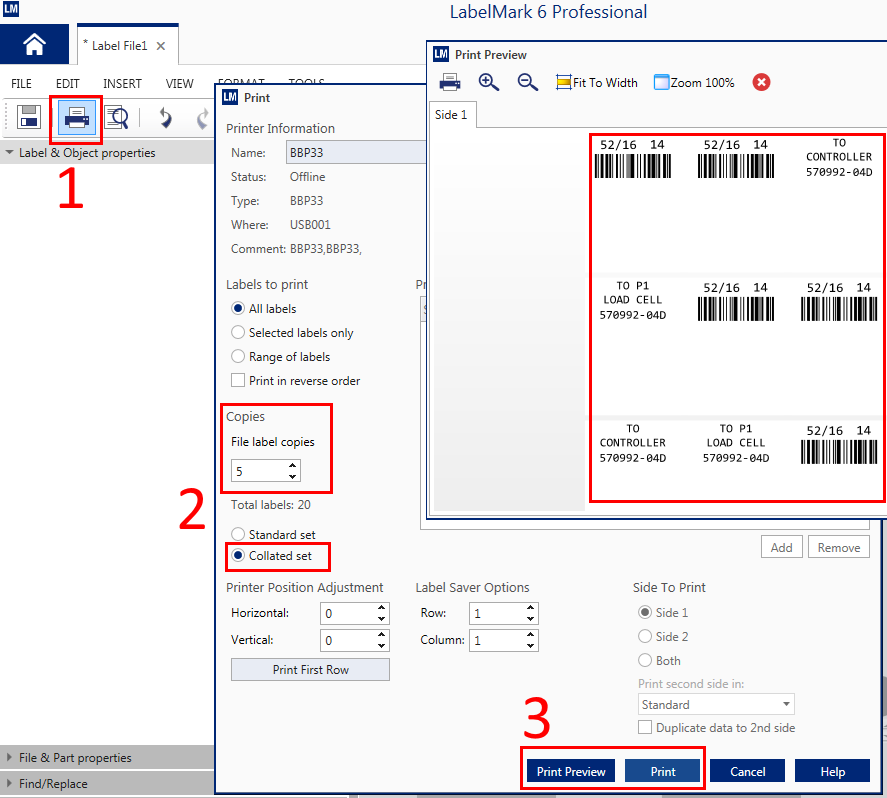 LM
LabelMark 6 Professional
* Label File1
FILE EDIT INSERT VIEW FORMAT TOOLS
Label & Object properties
1
LM Print
Printer Information
Name: BBP33
Status: Offline
Type: BBP33
Where: USB001
Comment: BBP33,BBP33,
Labels to print
All labels
Selected labels only
Range of labels
Print in reverse order
Copies
File label copies
5
2
Total labels: 20
Standard set
Collated set
Add Remove
Printer Position Adjustment
Horizontal: 0
Vertical: 0
Print First Row
Label Saver Options
Row: 1
Column: 1
Side To Print
Side 1
Side 2
Both
Print second side in:
Standard
Duplicate data to 2nd side
3
Print Preview Print Cancel Help
File & Part properties
Find/Replace
LM Print Preview
Fit To Width Zoom 100%
Side 1
52/16 14 52/16 14 TO
CONTROLLER
570992-04D
TO P1 52/16 14 52/16 14
LOAD CELL
570992-04D
TO TO P1 52/16 14
CONTROLLER LOAD CELL
570992-04D 570992-04D